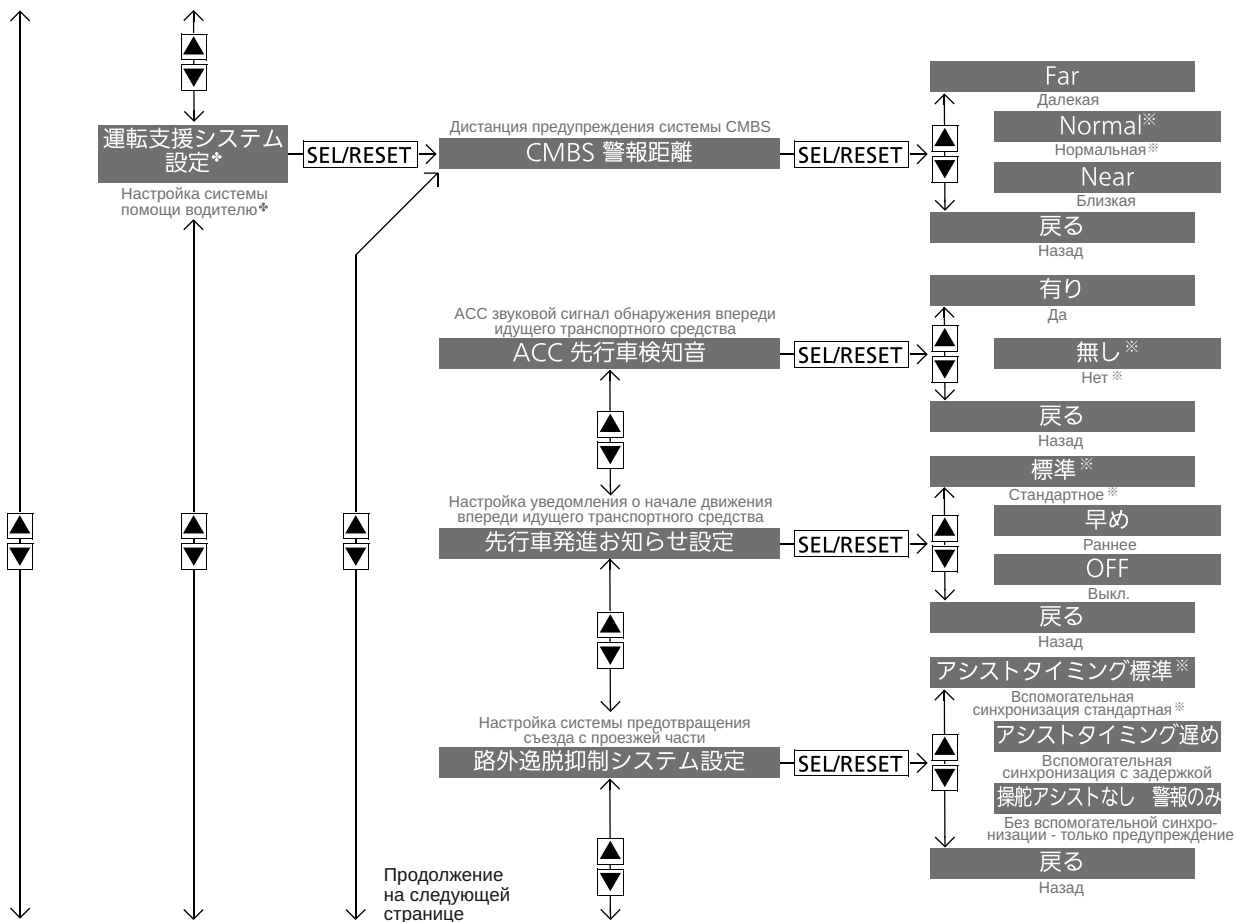 運転支援システム
設定✤
Настройка системы
помощи водителю✤
SEL/RESET
Дистанция предупреждения системы CMBS
CMBS 警報距離
SEL/RESET
Far
Далекая
Normal※
Нормальная※
Near
Близкая
戻る
Назад
ACC звуковой сигнал обнаружения впереди
идущего транспортного средства
ACC 先行車検知音
SEL/RESET
有り
Да
無し※
Нет ※
戻る
Назад
Настройка уведомления о начале движения
впереди идущего транспортного средства
先行車発進お知らせ設定
SEL/RESET
標準※
Стандартное ※
早め
Раннее
OFF
Выкл.
戻る
Назад
Настройка системы предотвращения
съезда с проезжей части
路外逸脱抑制システム設定
SEL/RESET
アシストタイミング標準※
Вспомогательная
синхронизация стандартная※
アシストタイミング遅め
Вспомогательная
синхронизация с задержкой
操舵アシストなし 警報のみ
Без вспомогательной синхро-
низации - только предупреждение
戻る
Назад
Продолжение
на следующей
странице